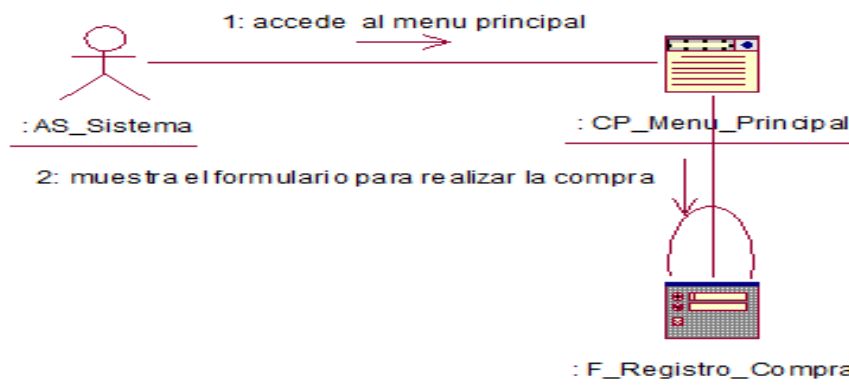 1: accede al menu principal
: AS_Sistema
: CP_Menu_Principal
2: muestra el formulario para realizar la compra
: F_Registro_Compra